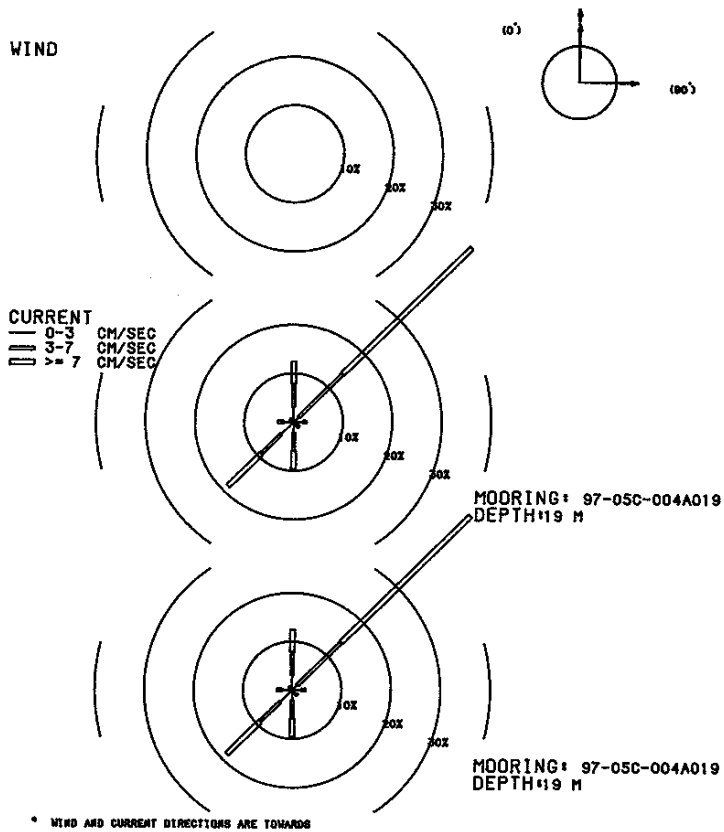 WIND
(0°)
(90°)
10%
20%
30%
CURRENT
0-3 CM/SEC
3-7 CM/SEC
>= 7 CM/SEC
10%
20%
30%
MOORING: 97-05C-004A019
DEPTH:19 M
10%
20%
30%
MOORING: 97-05C-004A019
DEPTH:19 M
* WIND AND CURRENT DIRECTIONS ARE TOWARDS